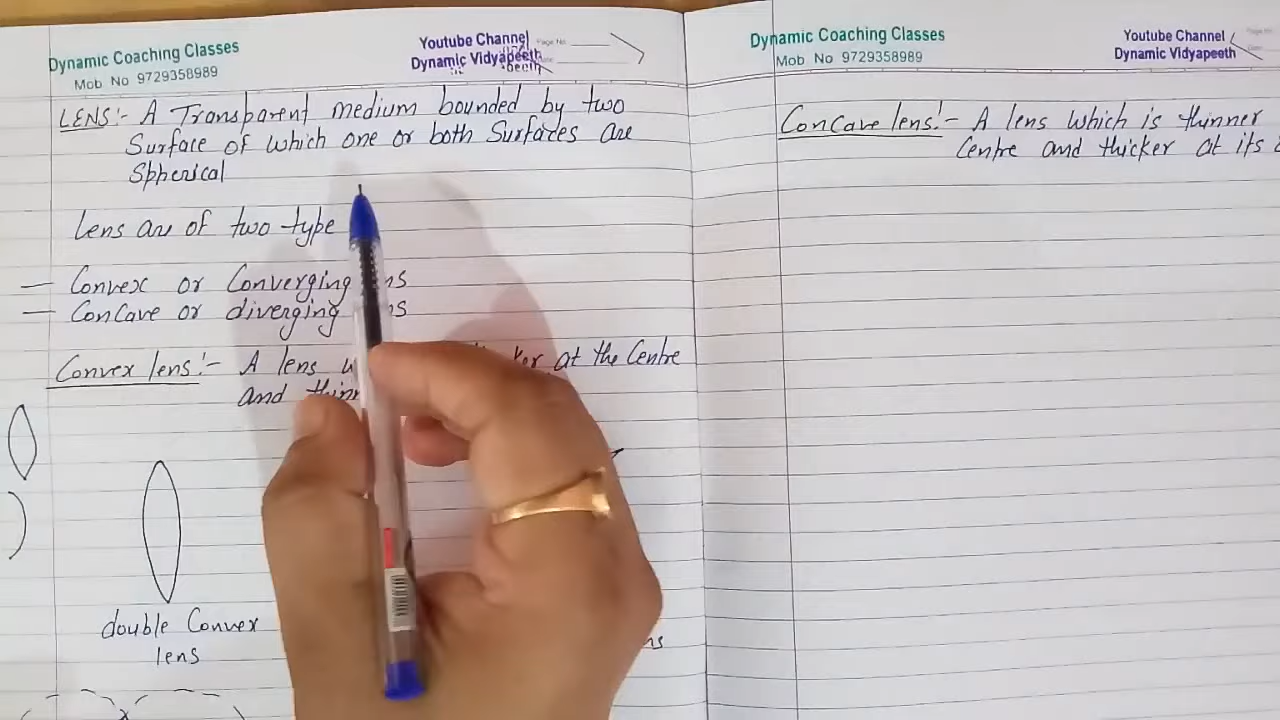 Dynamic Coaching Classes
Mob No 9729358989
Youtube Channel
Dynamic Vidyapeeth
Page No.
LENS:- A Transparent medium bounded by two
Surface of which one or both Surfaces are
Spherical
Lens are of two type
— Convex or Converging
— Concave or diverging
Convex lens:- A lens at the Centre
and
double Convex
lens
Dynamic Coaching Classes
Mob No 9729358989
Youtube Channel
Dynamic Vidyapeeth
Concave lens:- A lens which is thinner
Centre and thicker at its